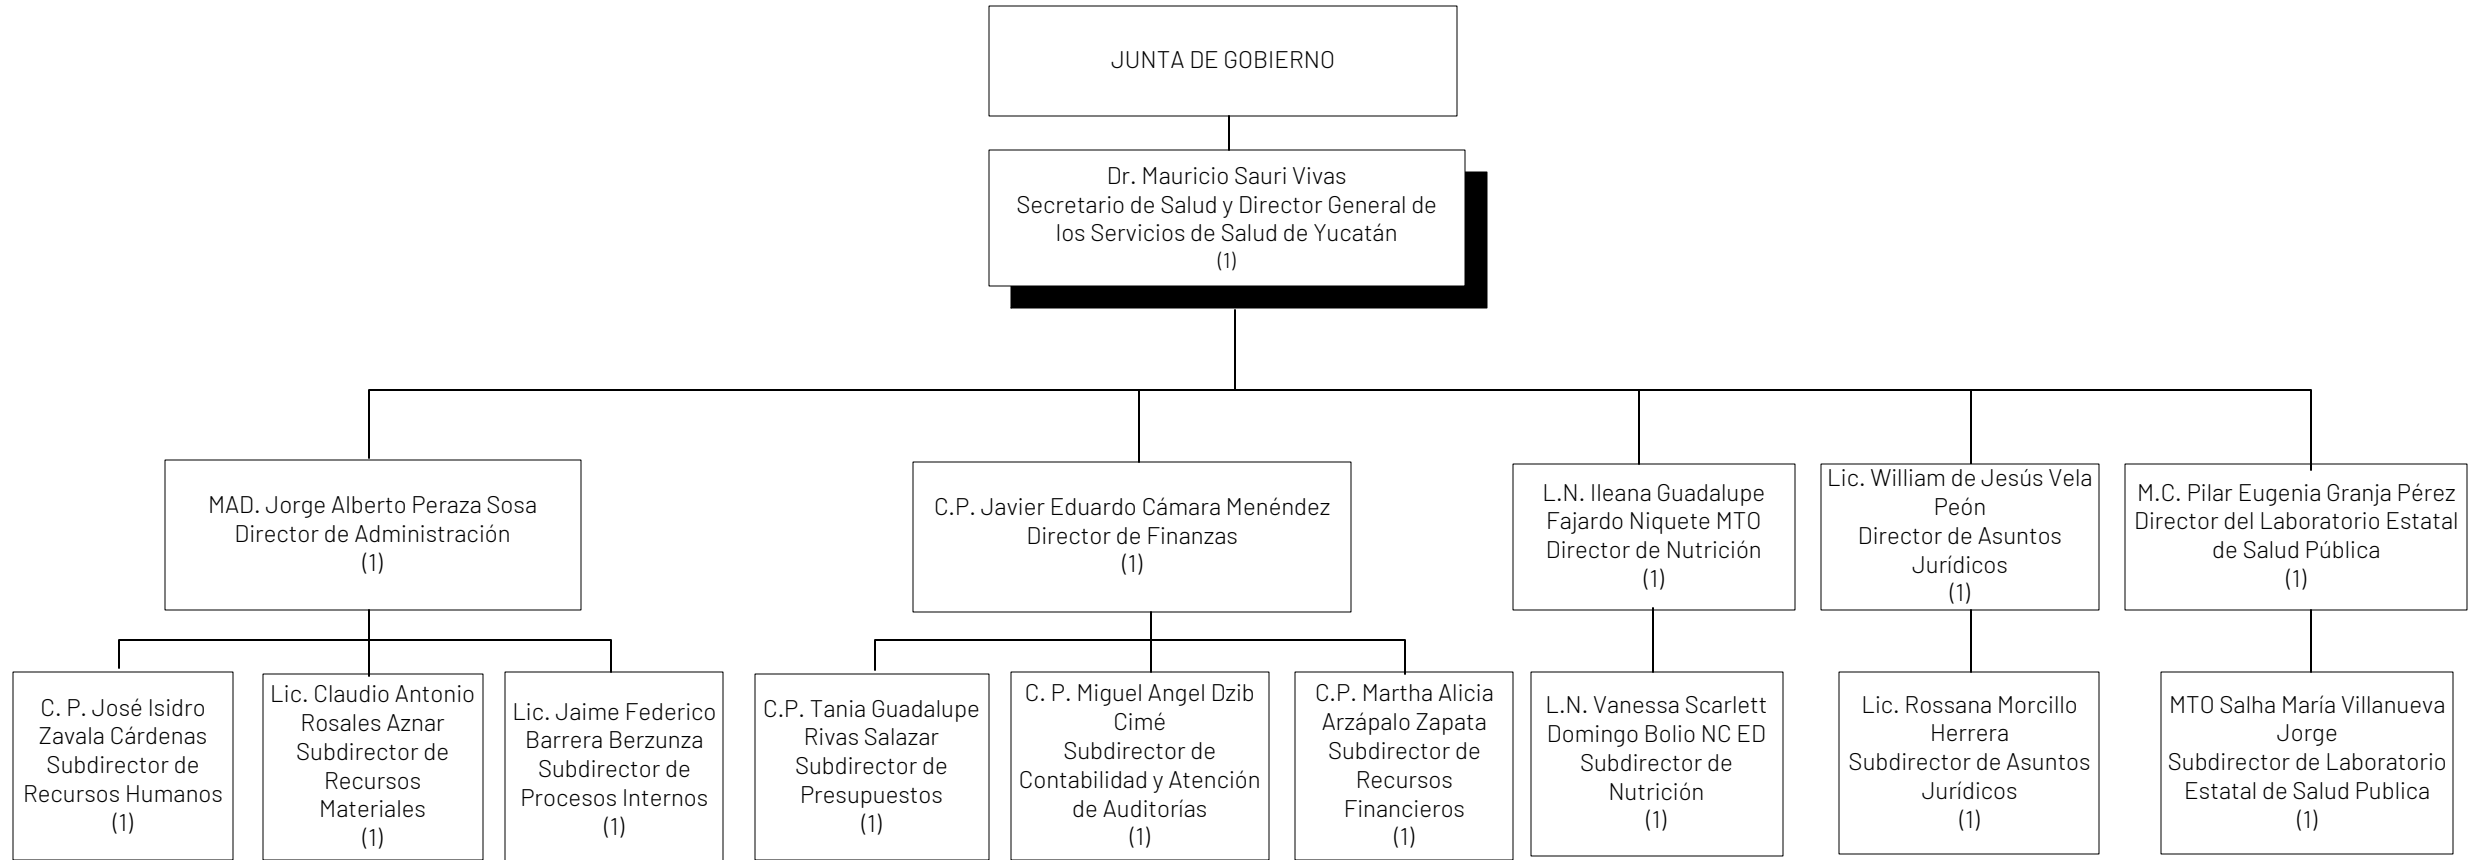 JUNTA DE GOBIERNO
Dr. Mauricio Sauri Vivas
Secretario de Salud y Director General de
los Servicios de Salud de Yucatán
(1)
MAD. Jorge Alberto Peraza Sosa
Director de Administración
(1)
C.P. Javier Eduardo Cámara Menéndez
Director de Finanzas
(1)
L.N. Ileana Guadalupe
Fajardo Niquete MTO
Director de Nutrición
(1)
Lic. William de Jesús Vela
Peón
Director de Asuntos
Jurídicos
(1)
M.C. Pilar Eugenia Granja Pérez
Director del Laboratorio Estatal
de Salud Pública
(1)
C. P. José Isidro
Zavala Cárdenas
Subdirector de
Recursos Humanos
(1)
Lic. Claudio Antonio
Rosales Aznar
Subdirector de
Recursos
Materiales
(1)
Lic. Jaime Federico
Barrera Berzunza
Subdirector de
Procesos Internos
(1)
C.P. Tania Guadalupe
Rivas Salazar
Subdirector de
Presupuestos
(1)
C. P. Miguel Angel Dzib
Cimé
Subdirector de
Contabilidad y Atención
de Auditorías
(1)
C.P. Martha Alicia
Arzápalo Zapata
Subdirector de
Recursos
Financieros
(1)
L.N. Vanessa Scarlett
Domingo Bolio NC ED
Subdirector de
Nutrición
(1)
Lic. Rossana Morcillo
Herrera
Subdirector de Asuntos
Jurídicos
(1)
MTO Salha María Villanueva
Jorge
Subdirector de Laboratorio
Estatal de Salud Publica
(1)